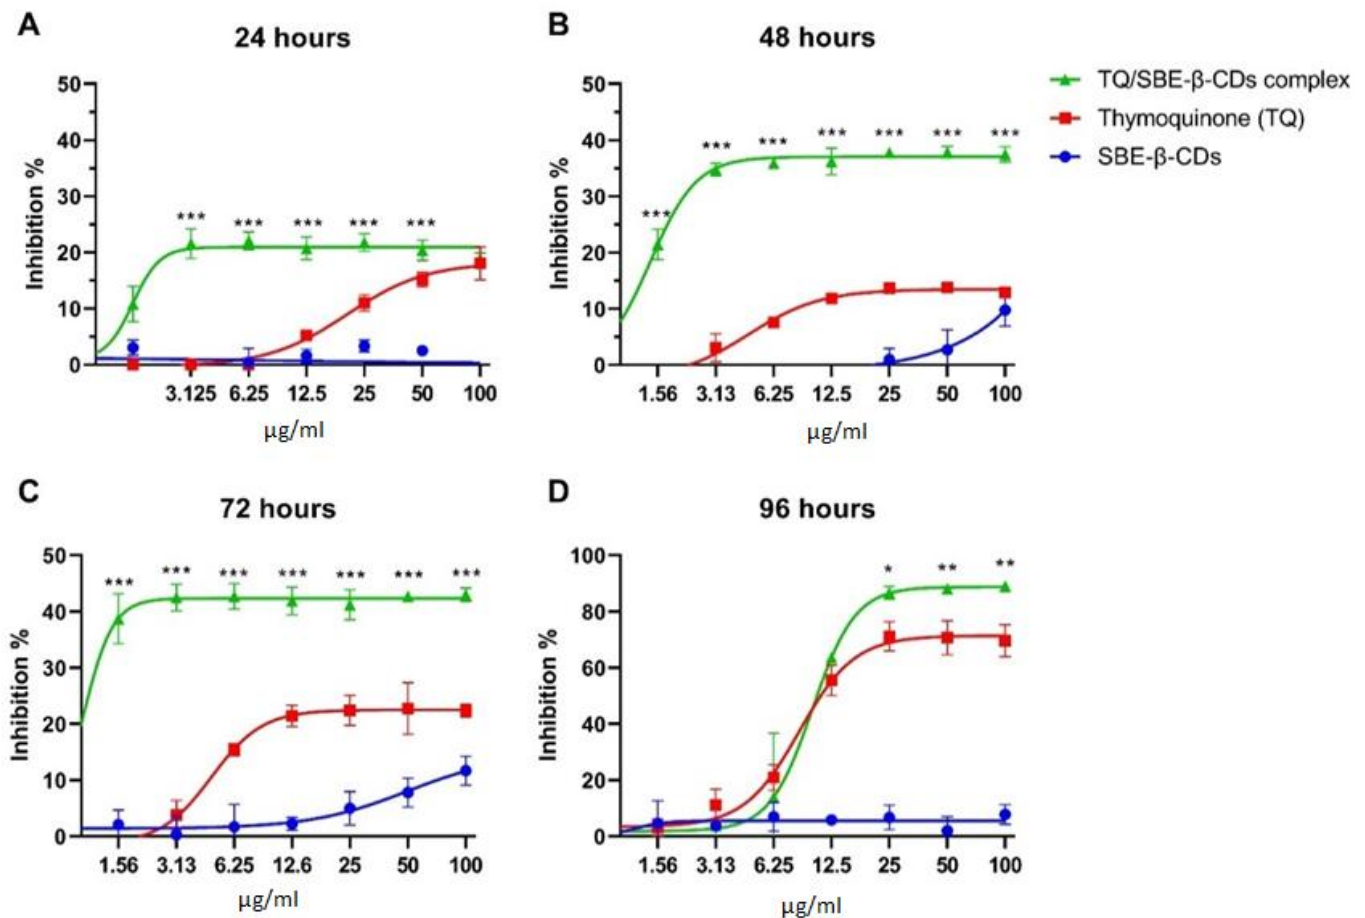 A
24 hours
50
40
30
20
10
0
Inhibition %
*** *** *** *** ***
3.125 6.25 12.5 25 50 100
µg/ml
B
48 hours
50
40
30
20
10
0
Inhibition %
*** *** *** *** *** *** ***
1.56 3.13 6.25 12.5 25 50 100
µg/ml
TQ/SBE-β-CDs complex
Thymoquinone (TQ)
SBE-β-CDs
C
72 hours
50
40
30
20
10
0
Inhibition %
*** *** *** *** *** *** ***
1.56 3.13 6.25 12.6 25 50 100
µg/ml
D
96 hours
100
80
60
40
20
0
Inhibition %
* ** **
1.56 3.13 6.25 12.5 25 50 100
µg/ml